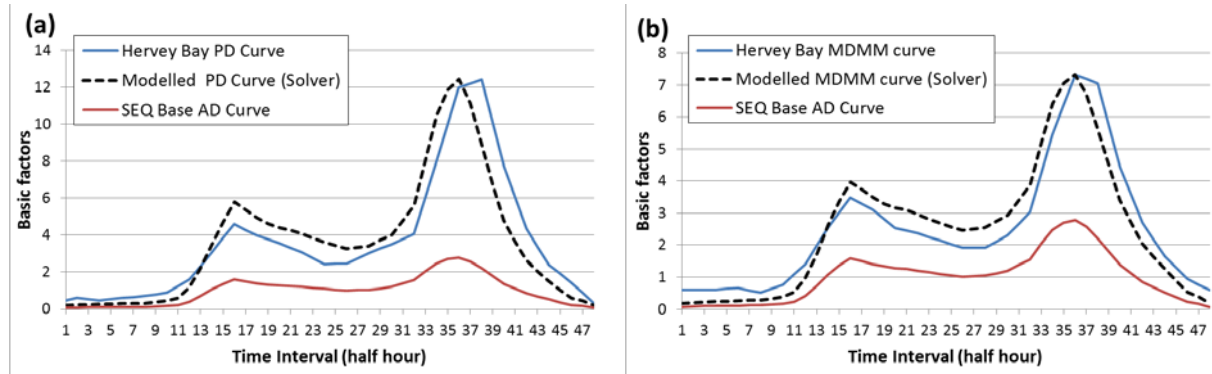 (a)
Hervey Bay PD Curve
Modelled PD Curve (Solver)
SEQ Base AD Curve
Basic factors
14
12
10
8
6
4
2
0
1 3 5 7 9 11 13 15 17 19 21 23 25 27 29 31 33 35 37 39 41 43 45 47
Time Interval (half hour)
(b)
Hervey Bay MDMM curve
Modelled MDMM curve (Solver)
SEQ Base AD Curve
Basic factors
8
7
6
5
4
3
2
1
0
1 3 5 7 9 11 13 15 17 19 21 23 25 27 29 31 33 35 37 39 41 43 45 47
Time Interval (half hour)